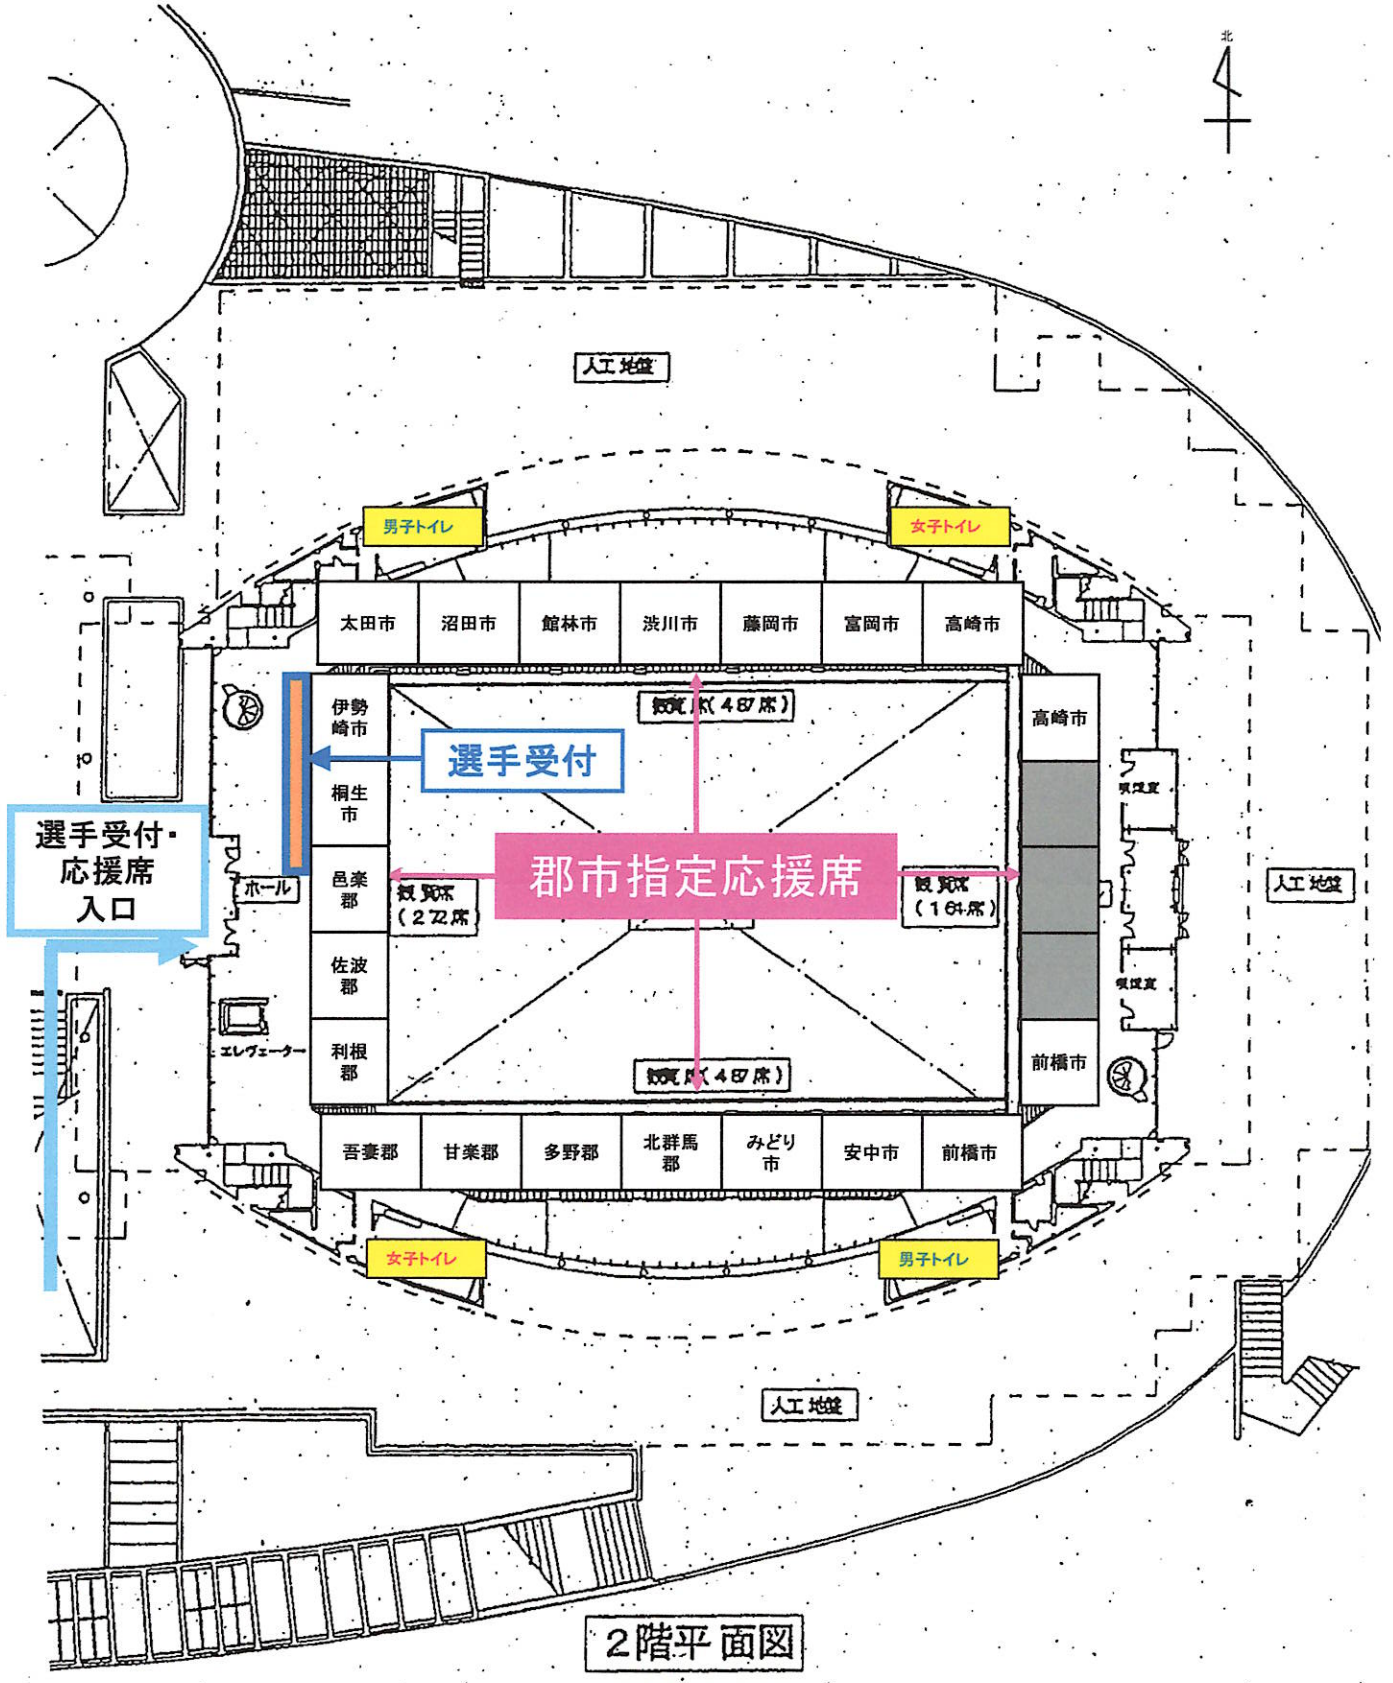 北
人工地盤
男子トイレ
女子トイレ
太田市
沼田市
館林市
渋川市
藤岡市
富岡市
高崎市
観覧席(487席)
伊勢
崎市
高崎市
選手受付
桐生
市
喫煙室
選手受付・
応援席
入口
郡市指定応援席
ホール
邑楽
郡
観覧席
(272席)
観覧席
(164席)
人工地盤
佐波
郡
喫煙室
エレヴェーター
利根
郡
前橋市
観覧席(487席)
吾妻郡
甘楽郡
多野郡
北群馬
郡
みどり
市
安中市
前橋市
女子トイレ
男子トイレ
人工地盤
2階平面図